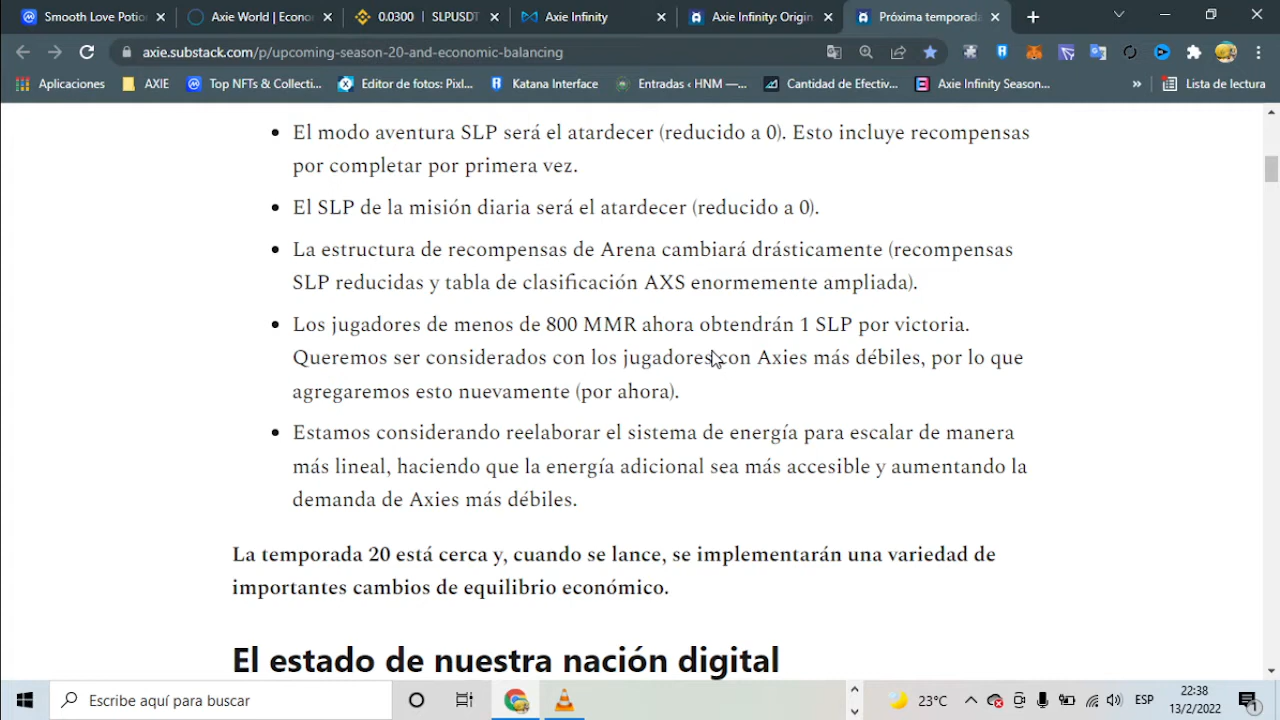 Smooth Love Potio
Axie World | Econo
0.0300 | SLPUSDT
Axie Infinity
Axie Infinity: Origin
Próxima temporada
axie.substack.com/p/upcoming-season-20-and-economic-balancing
Aplicaciones
AXIE
Top NFTs & Collecti...
Editor de fotos: Pixl...
Katana Interface
Entradas ‹ HNM —...
Cantidad de Efectiv...
Axie Infinity Season...
»
Lista de lectura
• El modo aventura SLP será el atardecer (reducido a 0). Esto incluye recompensas
por completar por primera vez.
• El SLP de la misión diaria será el atardecer (reducido a 0).
• La estructura de recompensas de Arena cambiará drásticamente (recompensas
SLP reducidas y tabla de clasificación AXS enormemente ampliada).
• Los jugadores de menos de 800 MMR ahora obtendrán 1 SLP por victoria.
Queremos ser considerados con los jugadores con Axies más débiles, por lo que
agregaremos esto nuevamente (por ahora).
• Estamos considerando reelaborar el sistema de energía para escalar de manera
más lineal, haciendo que la energía adicional sea más accesible y aumentando la
demanda de Axies más débiles.
La temporada 20 está cerca y, cuando se lance, se implementarán una variedad de
importantes cambios de equilibrio económico.
El estado de nuestra nación digital
Escribe aquí para buscar
23°C
ESP
22:38
13/2/2022
1